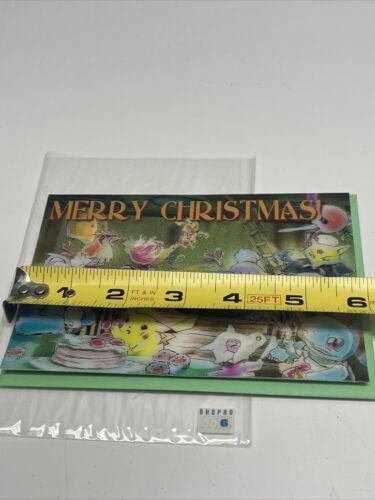 MERRY CHRISTMAS!
1 2 FT & IN INCHES 3 4 25FT 5 6
SHOPRO
6